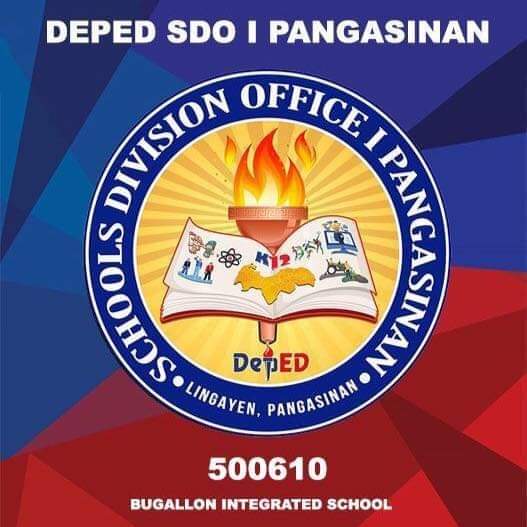 DEPED SDO I PANGASINAN
SCHOOLS DIVISION OFFICE I PANGASINAN
K12
DepED
LINGAYEN, PANGASINAN
500610
BUGALLON INTEGRATED SCHOOL